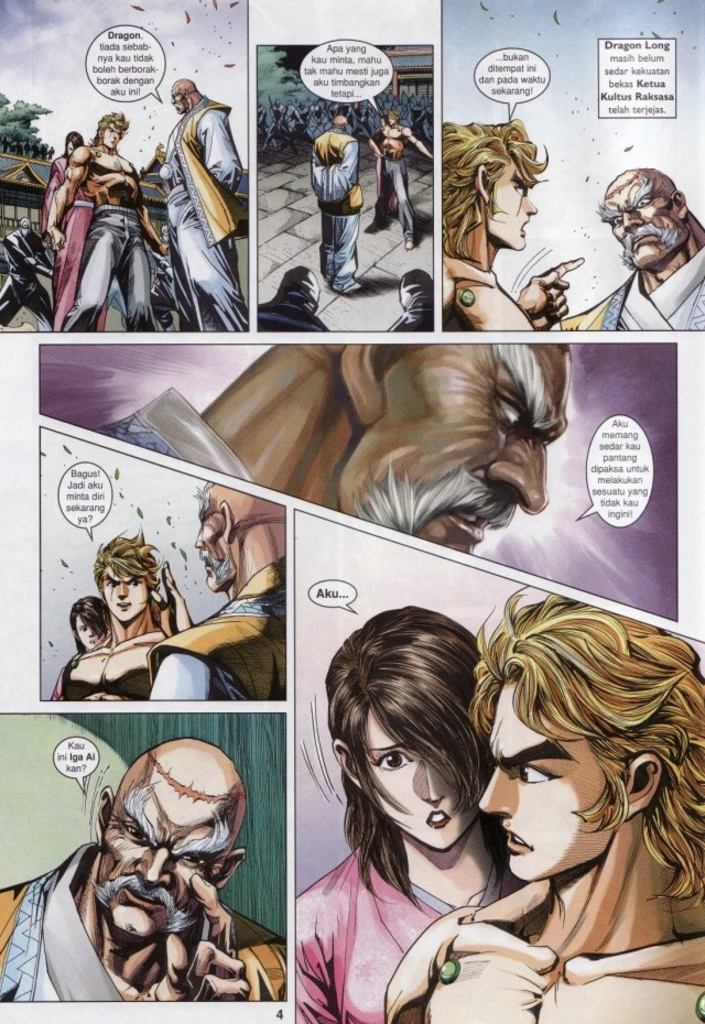 Dragon,
tiada sebab-
nya kau tidak
boleh berborak-
borak dengan
aku ini!
Apa yang
kau minta, mahu
tak mahu mesti juga
aku timbangkan
tetapi...
...bukan
ditempat ini
dan pada waktu
sekarang!
Dragon Long
masih belum
sedar kekuatan
bekas Ketua
Kultus Raksasa
telah terjejas.
Aku
memang
sedar kau
pantang
dipaksa untuk
melakukan
sesuatu yang
tidak kau
ingini!
Bagus!
Jadi aku
minta diri
sekarang
ya?
Aku...
Kau
ini Iga Ai
kan?
4